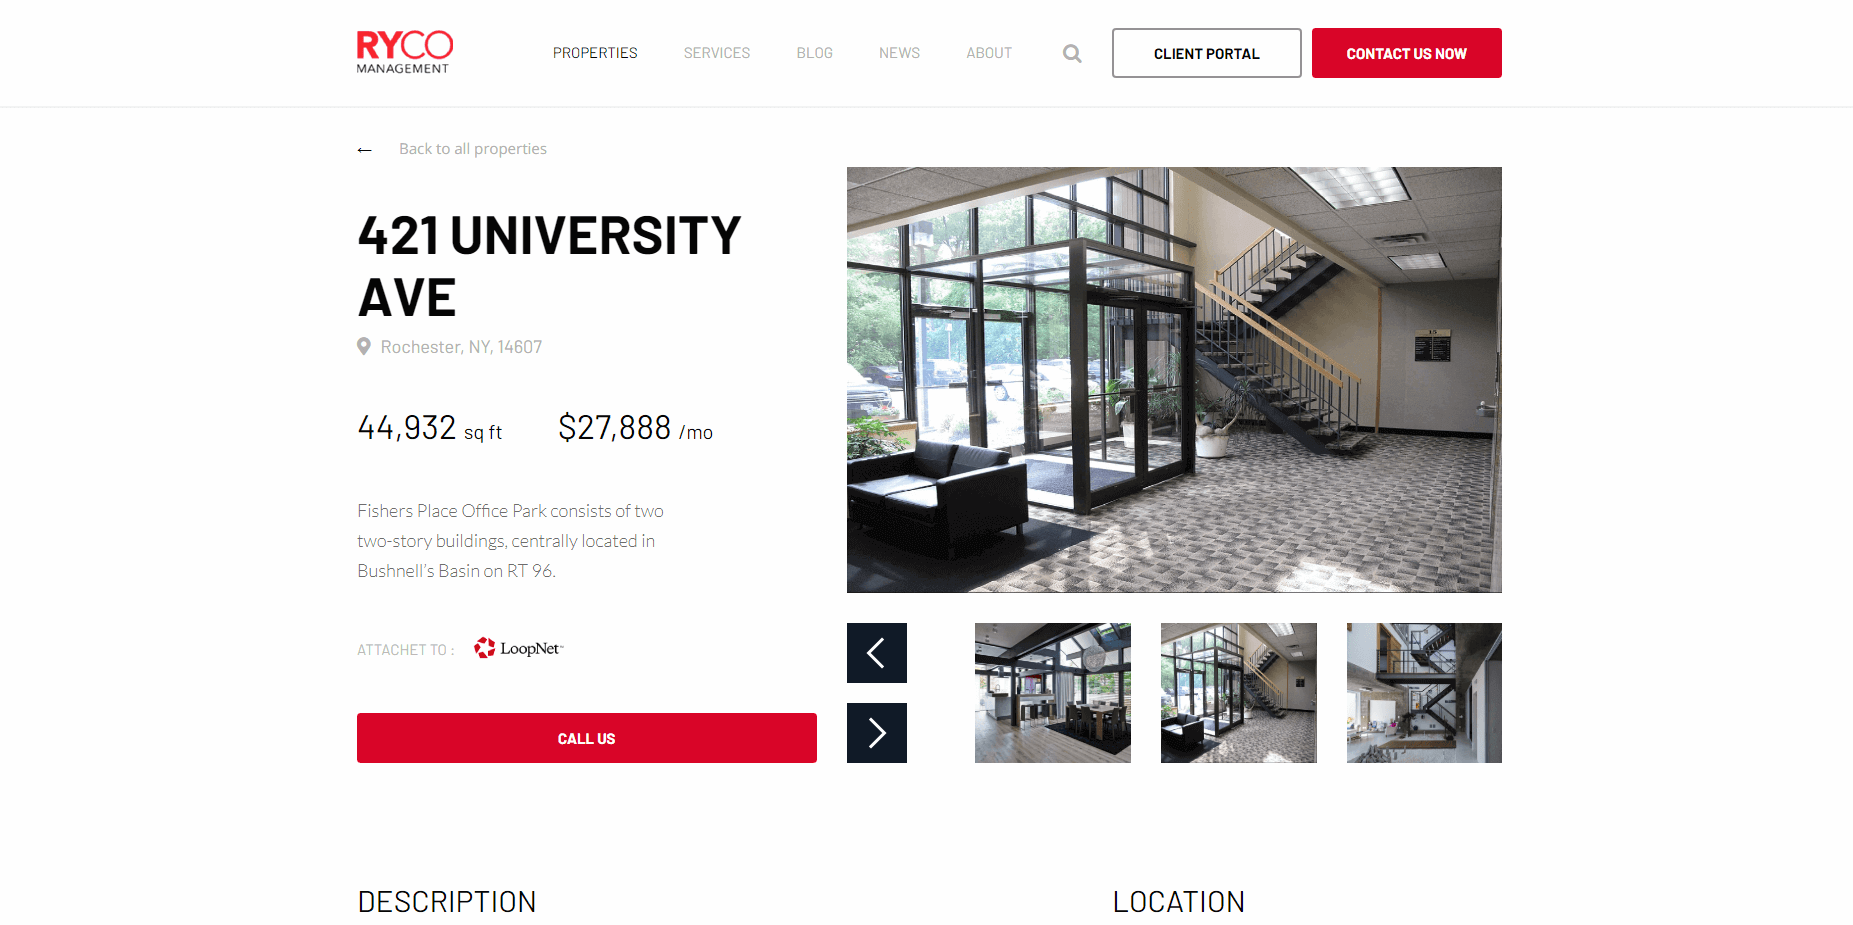 RYCO
MANAGEMENT
PROPERTIES
SERVICES
BLOG
NEWS
ABOUT
CLIENT PORTAL
CONTACT US NOW
← Back to all properties
421 UNIVERSITY
AVE
Rochester, NY, 14607
44,932 sq ft
$27,888 /mo
Fishers Place Office Park consists of two
two-story buildings, centrally located in
Bushnell’s Basin on RT 96.
ATTACHET TO :
LoopNet™
CALL US
15
DESCRIPTION
LOCATION